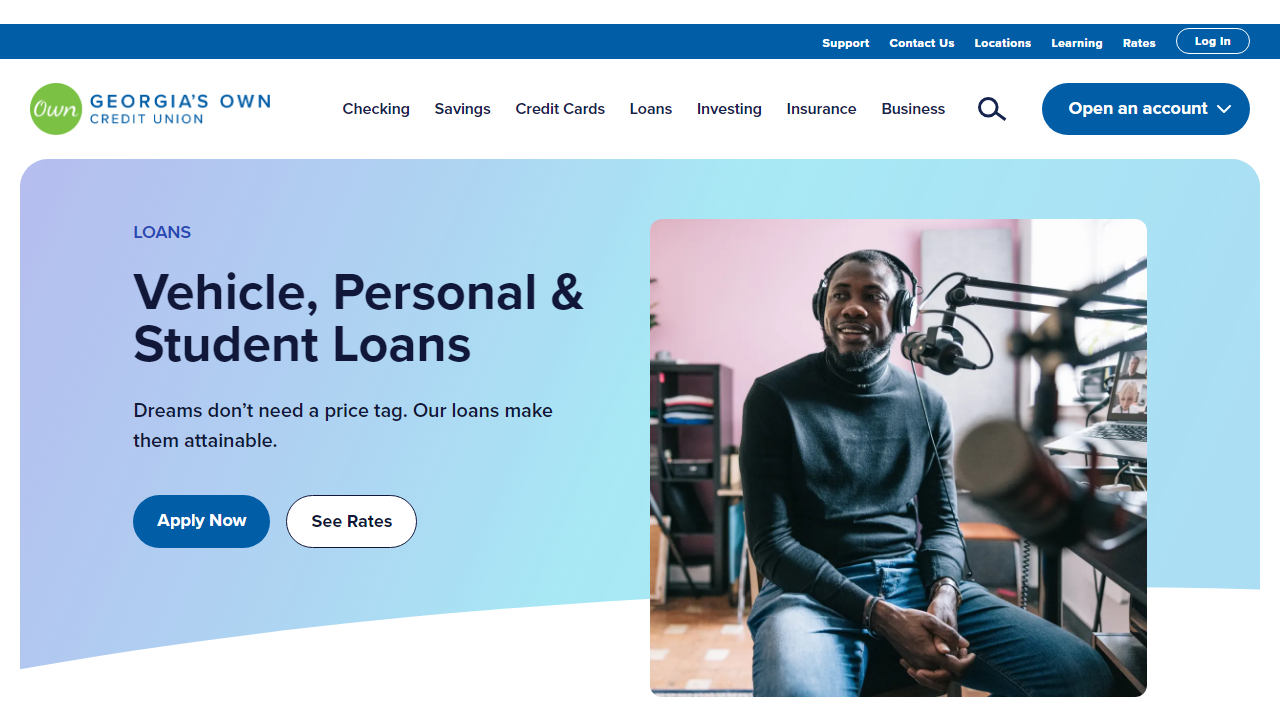 Support Contact Us Locations Learning Rates Log In
Own GEORGIA'S OWN
CREDIT UNION
Checking Savings Credit Cards Loans Investing Insurance Business Open an account
LOANS
Vehicle, Personal &
Student Loans
Dreams don’t need a price tag. Our loans make
them attainable.
Apply Now See Rates